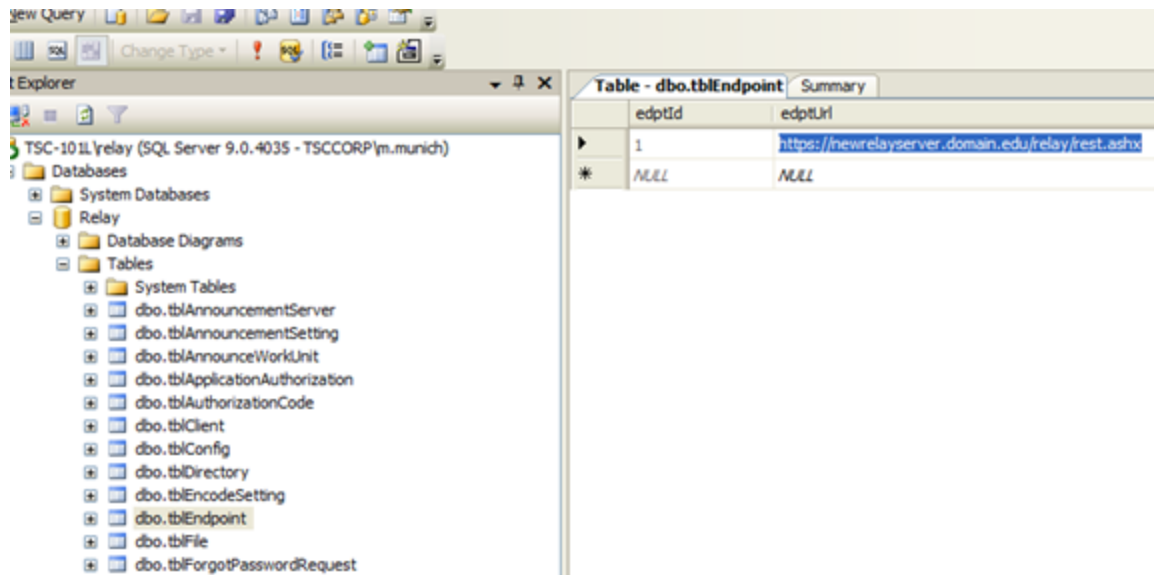 New Query
Change Type
t Explorer
TSC-101L\relay (SQL Server 9.0.4035 - TSCCORP\m.munich)
Databases
System Databases
Relay
Database Diagrams
Tables
System Tables
dbo.tblAnnouncementServer
dbo.tblAnnouncementSetting
dbo.tblAnnounceWorkUnit
dbo.tblApplicationAuthorization
dbo.tblAuthorizationCode
dbo.tblClient
dbo.tblConfig
dbo.tblDirectory
dbo.tblEncodeSetting
dbo.tblEndpoint
dbo.tblFile
dbo.tblForgotPasswordRequest
Table - dbo.tblEndpoint Summary
edptId edptUrl
1 https://newrelayserver.domain.edu/relay/rest.ashx
NULL NULL